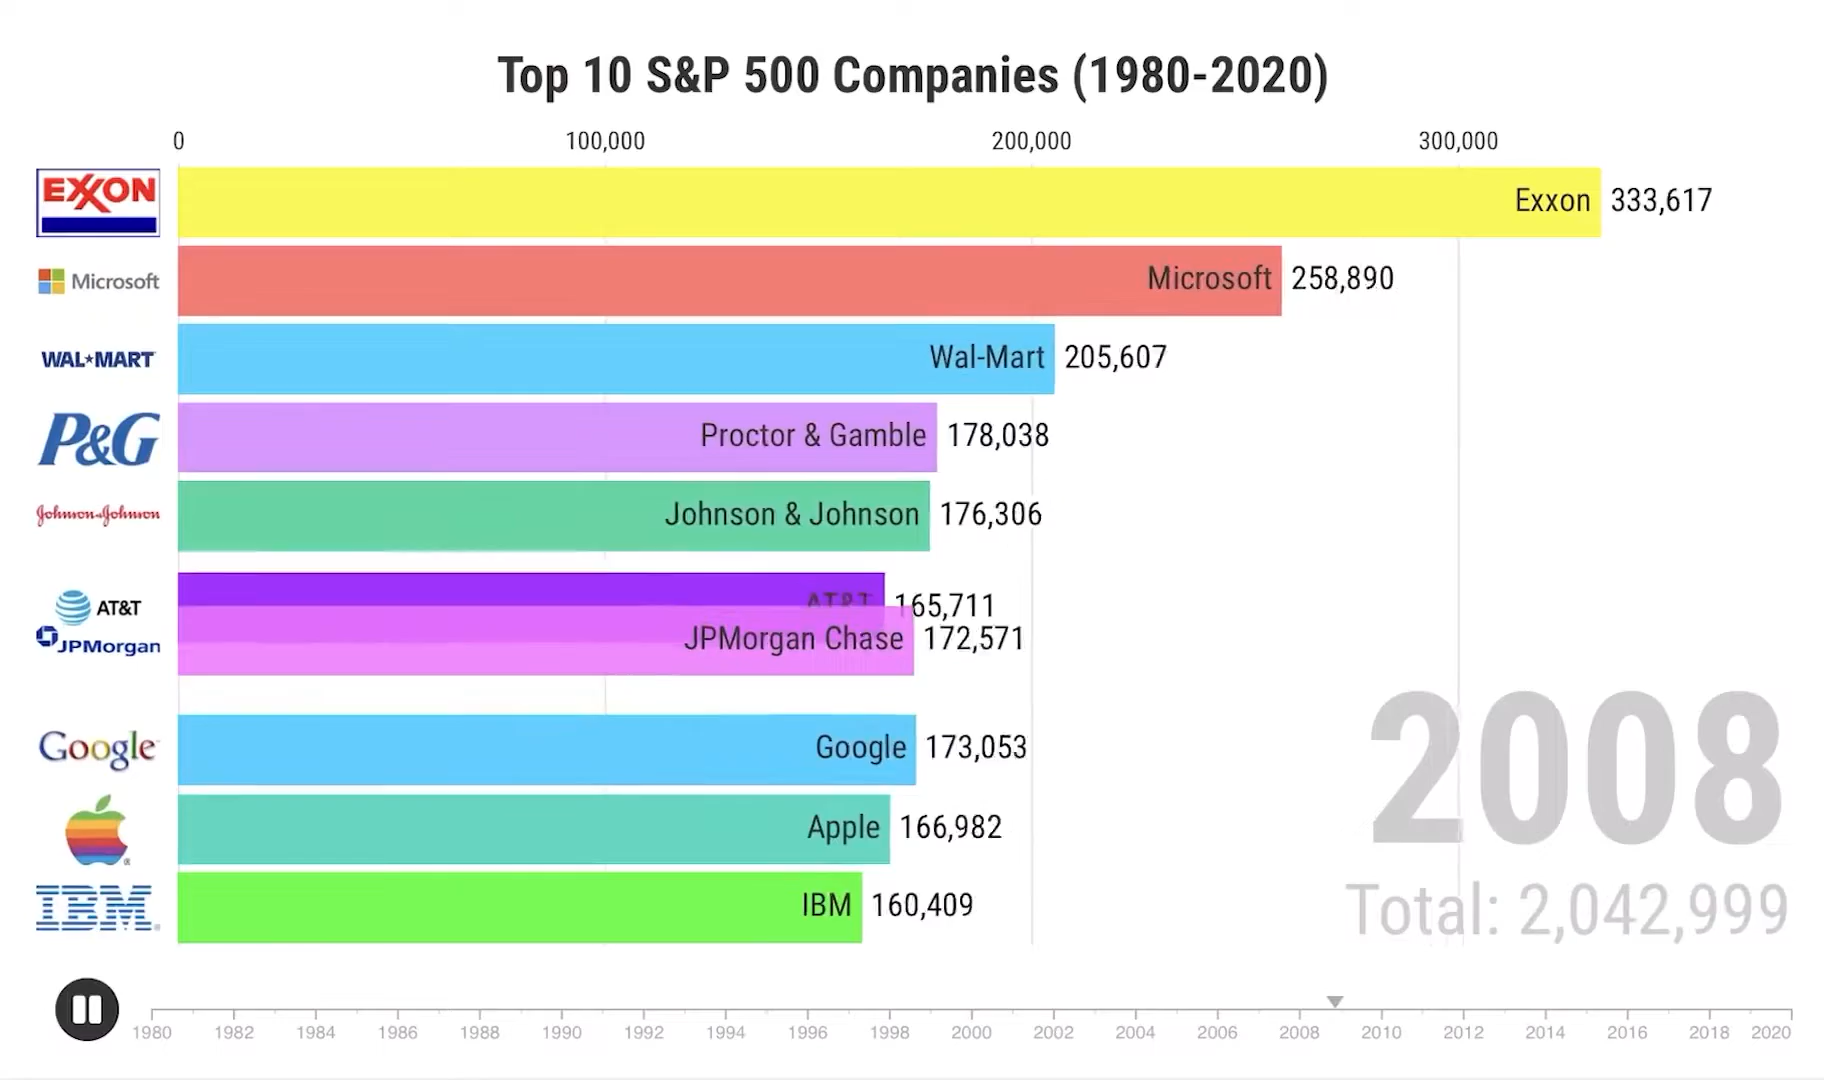 Top 10 S&P 500 Companies (1980-2020)
0 100,000 200,000 300,000
EXXON Exxon 333,617
Microsoft Microsoft 258,890
WAL★MART Wal-Mart 205,607
P&G Proctor & Gamble 178,038
Johnson & Johnson Johnson & Johnson 176,306
AT&T AT&T 165,711
JPMorgan JPMorgan Chase 172,571
Google Google 173,053
Apple 166,982
IBM IBM 160,409
2008
Total: 2,042,999
1980 1982 1984 1986 1988 1990 1992 1994 1996 1998 2000 2002 2004 2006 2008 2010 2012 2014 2016 2018 2020